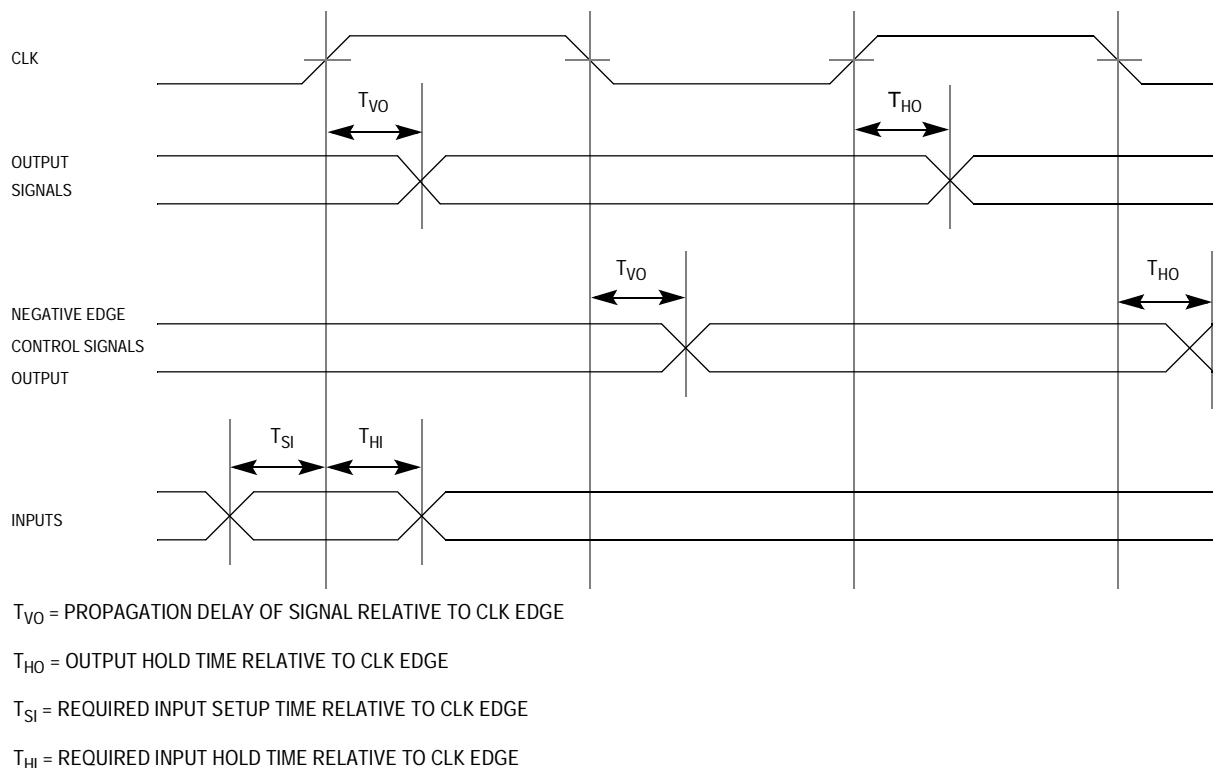 CLK
T_VO
T_HO
OUTPUT
SIGNALS
T_VO
T_HO
NEGATIVE EDGE
CONTROL SIGNALS
OUTPUT
T_SI
T_HI
INPUTS
T_VO = PROPAGATION DELAY OF SIGNAL RELATIVE TO CLK EDGE
T_HO = OUTPUT HOLD TIME RELATIVE TO CLK EDGE
T_SI = REQUIRED INPUT SETUP TIME RELATIVE TO CLK EDGE
T_HI = REQUIRED INPUT HOLD TIME RELATIVE TO CLK EDGE